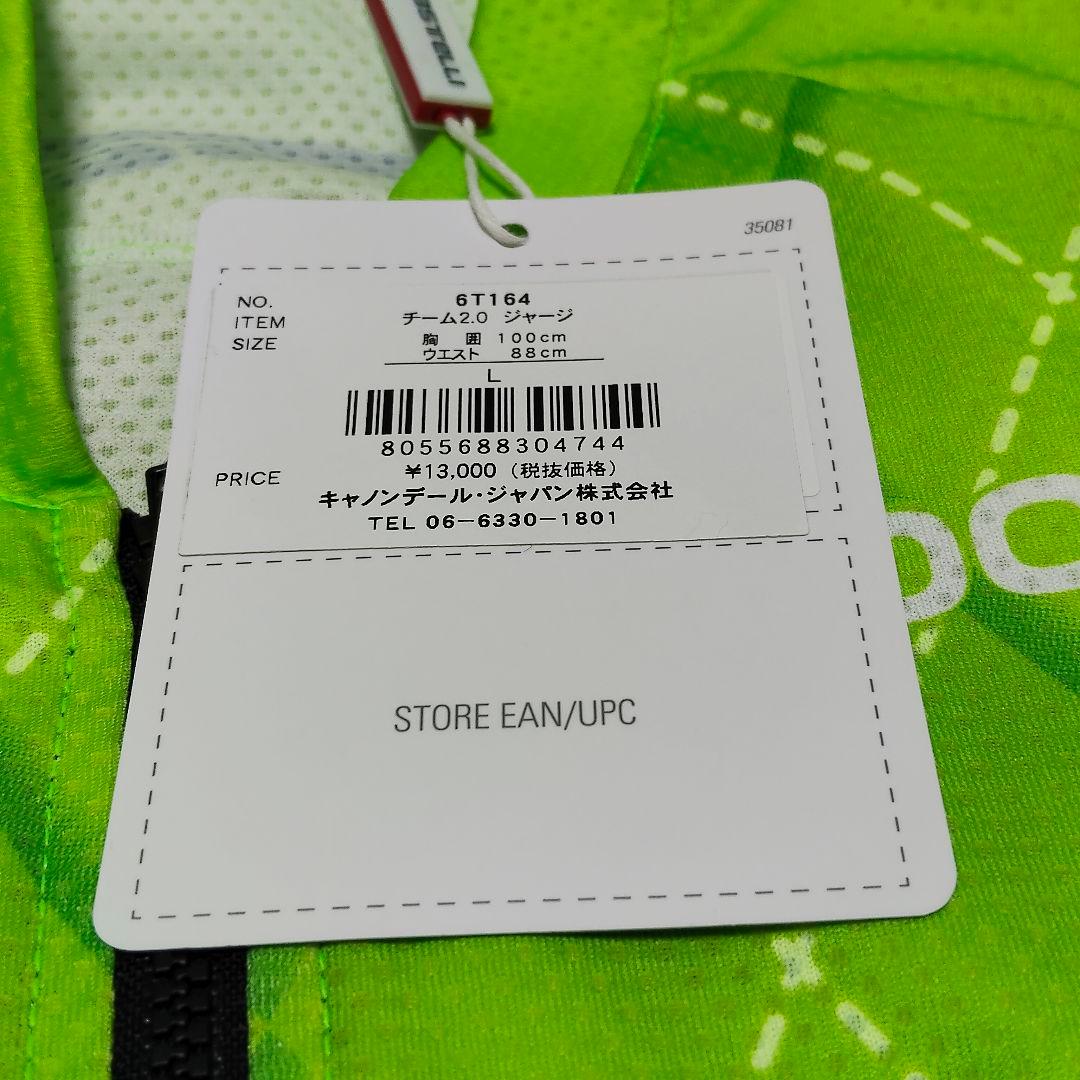 35081
NO. 6T164
ITEM チーム2.0 ジャージ
SIZE 胸 囲 100cm
ウエスト 88cm
L
8055688304744
PRICE ¥13,000 (税抜価格)
キャノンデール・ジャパン株式会社
TEL 06-6330-1801
STORE EAN/UPC